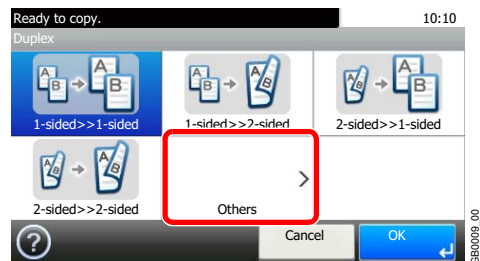 Ready to copy. 10:10
Duplex
A B A B
A B A B
A B A B
1-sided>>1-sided 1-sided>>2-sided 2-sided>>1-sided
A B A B
2-sided>>2-sided Others >
? Cancel OK
GB0009_00